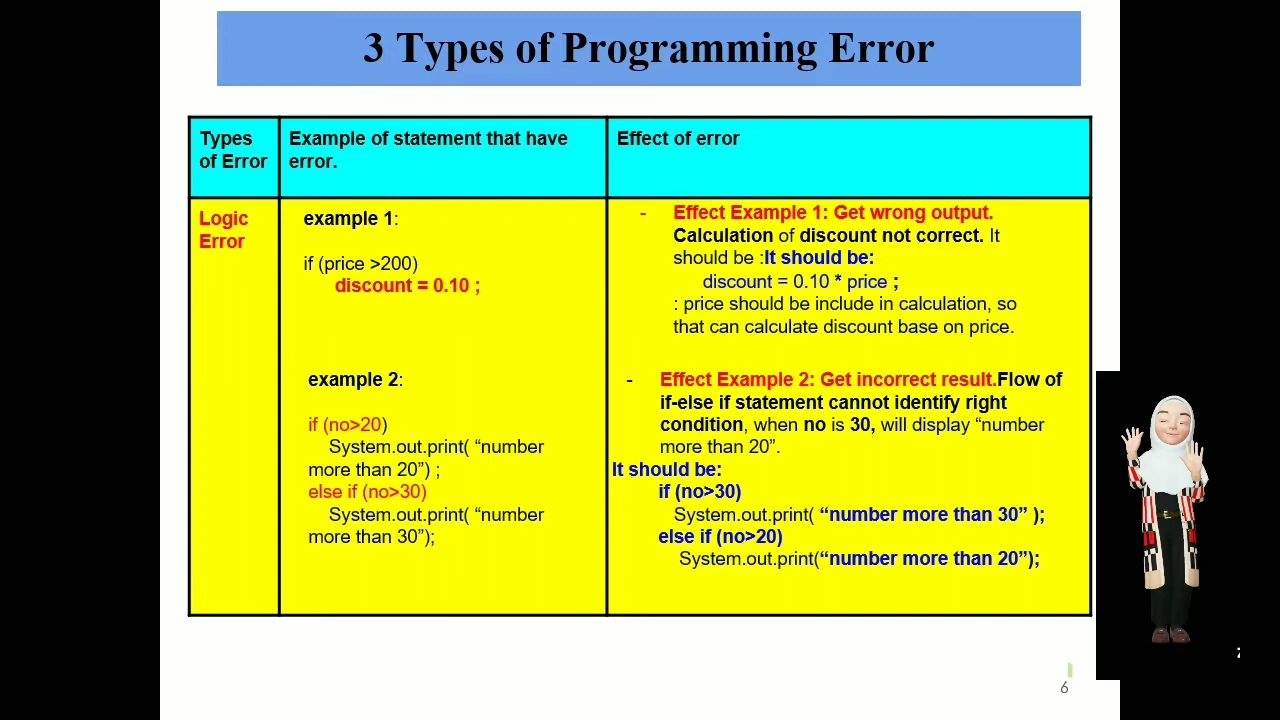 3 Types of Programming Error
Types
of Error
Example of statement that have
error.
Effect of error
Logic
Error
example 1:
if (price >200)
discount = 0.10 ;
example 2:
if (no>20)
System.out.print( “number
more than 20”) ;
else if (no>30)
System.out.print( “number
more than 30”);
- Effect Example 1: Get wrong output.
Calculation of discount not correct. It
should be :It should be:
discount = 0.10 * price ;
: price should be include in calculation, so
that can calculate discount base on price.
- Effect Example 2: Get incorrect result.Flow of
if-else if statement cannot identify right
condition, when no is 30, will display “number
more than 20”.
It should be:
if (no>30)
System.out.print( “number more than 30” );
else if (no>20)
System.out.print(“number more than 20”);
6